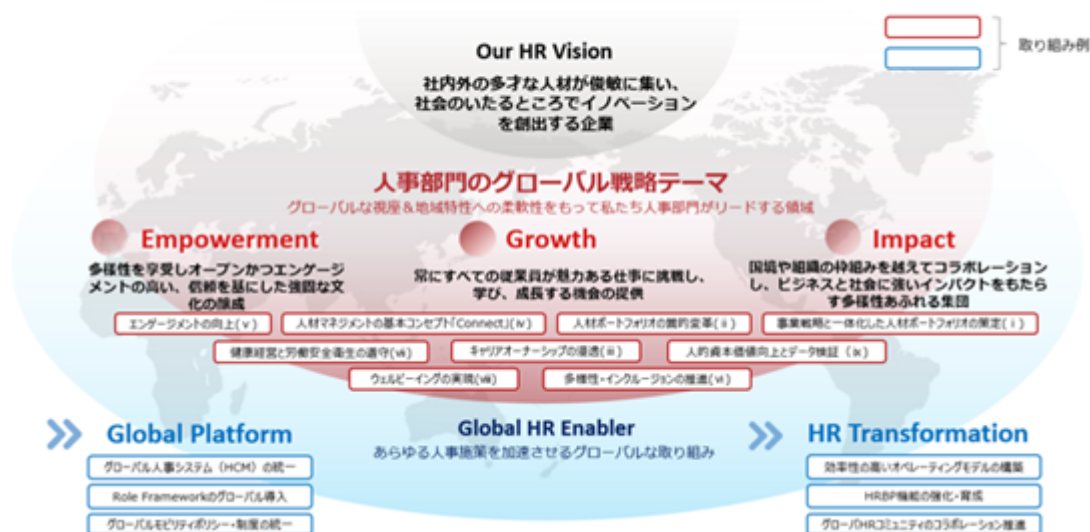 取り組み例
Our HR Vision
社内外の多才な人材が俊敏に集い、
社会のいたるところでイノベーション
を創出する企業
人事部門のグローバル戦略テーマ
グローバルな視座＆地域特性への柔軟性をもって私たち人事部門がリードする領域
Empowerment
多様性を享受しオープンかつエンゲージ
メントの高い、信頼を基にした強固な文
化の醸成
Growth
常にすべての従業員が魅力ある仕事に挑戦し、
学び、成長する機会の提供
Impact
国境や組織の枠組みを越えてコラボレーション
し、ビジネスと社会に強いインパクトをもたら
す多様性あふれる集団
エンゲージメントの向上(ⅴ)
人材マネジメントの基本コンセプト「Connect」(ⅳ)
人材ポートフォリオの質的変革(ⅱ)
事業戦略と一体化した人材ポートフォリオの策定(ⅰ)
健康経営と労働安全衛生の遵守(ⅶ)
キャリアオーナーシップの浸透(ⅲ)
人的資本価値向上とデータ検証（ⅸ）
ウェルビーイングの実現(ⅷ)
多様性・インクルージョンの推進(ⅵ)
Global Platform
グローバル人事システム（HCM）の統一
Role Frameworkのグローバル導入
グローバルモビリティポリシー・制度の統一
Global HR Enabler
あらゆる人事施策を加速させるグローバルな取り組み
HR Transformation
効率性の高いオペレーティングモデルの構築
HRBP機能の強化・育成
グローバルHRコミュニティのコラボレーション推進